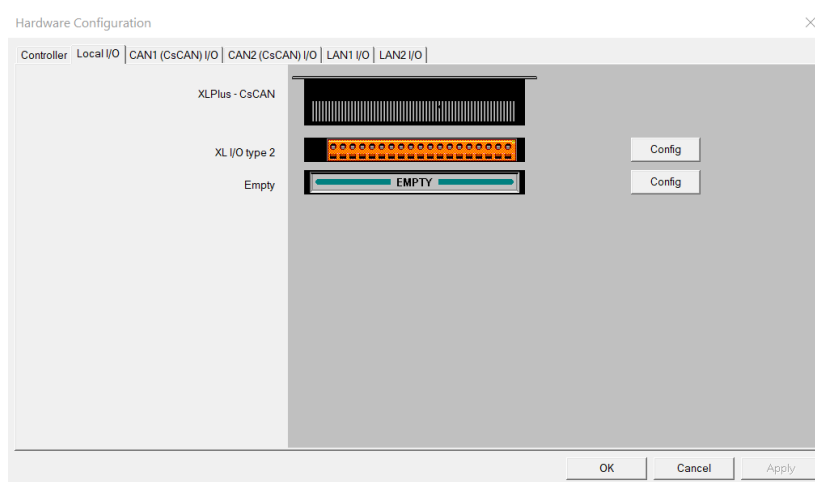 Hardware Configuration
Controller Local I/O CAN1 (CsCAN) I/O CAN2 (CsCAN) I/O LAN1 I/O LAN2 I/O
XLPlus - CsCAN
XL I/O type 2 Config
Empty EMPTY Config
OK Cancel Apply